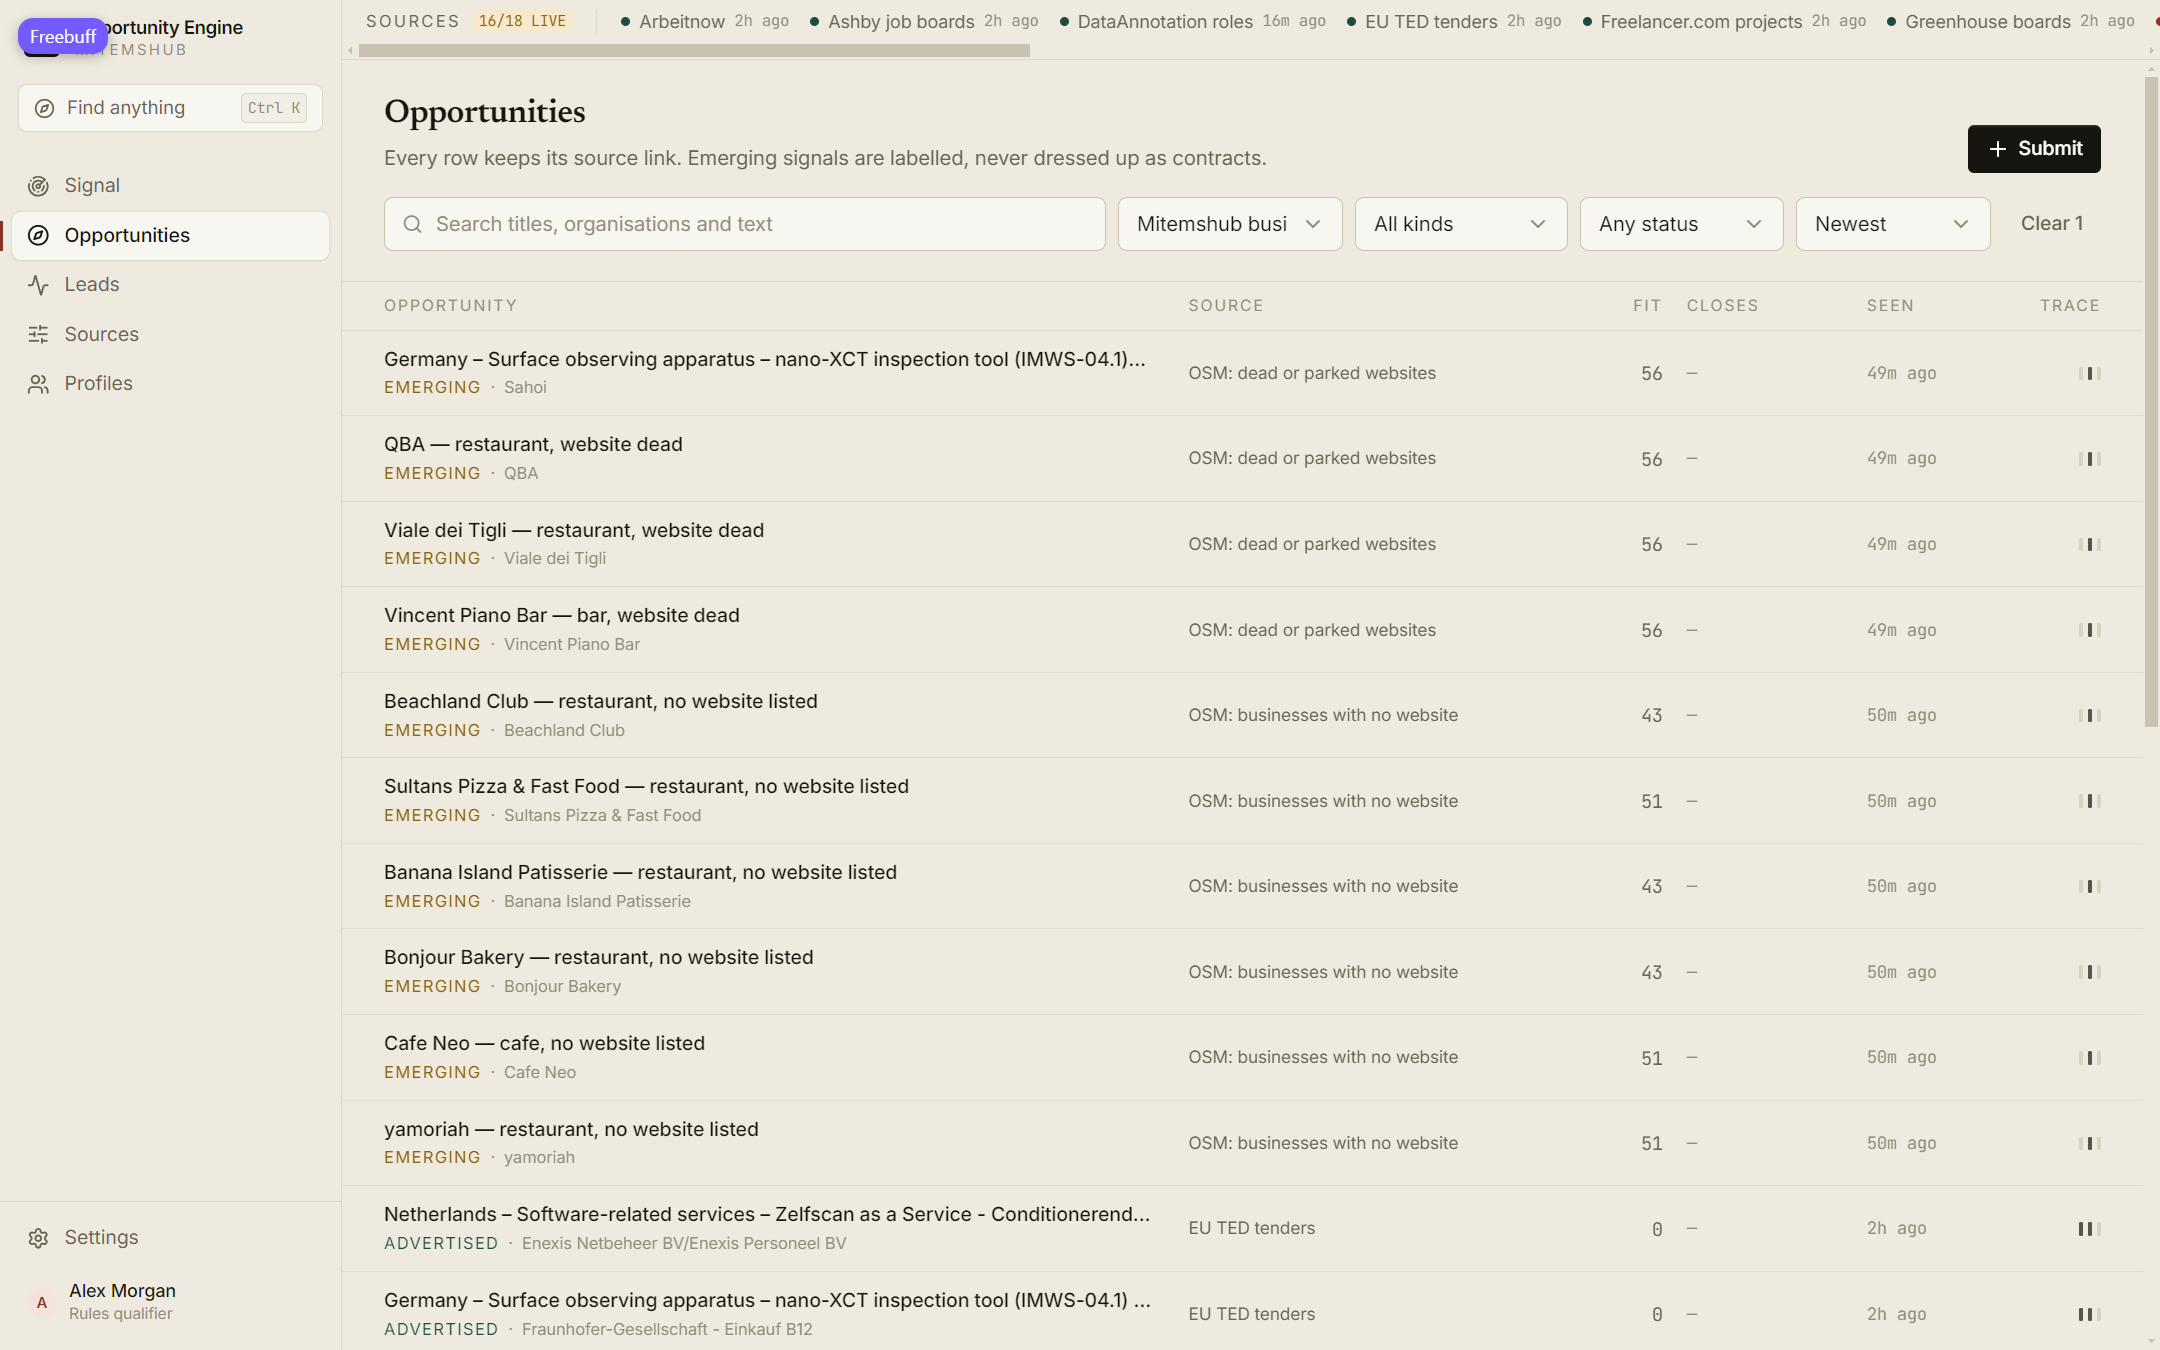 Freebuff
portunity Engine
TEMSHUB
Find anything
Ctrl K
Signal
Opportunities
Leads
Sources
Profiles
Settings
A
Alex Morgan
Rules qualifier
SOURCES 16/18 LIVE Arbeitnow 2h ago Ashby job boards 2h ago DataAnnotation roles 16m ago EU TED tenders 2h ago Freelancer.com projects 2h ago Greenhouse boards 2h ago
Opportunities
Every row keeps its source link. Emerging signals are labelled, never dressed up as contracts.
+ Submit
Search titles, organisations and text
Mitemshub busi
All kinds
Any status
Newest
Clear 1
OPPORTUNITY SOURCE FIT CLOSES SEEN TRACE
Germany – Surface observing apparatus – nano-XCT inspection tool (IMWS-04.1)...
EMERGING · Sahoi
OSM: dead or parked websites 56 – 49m ago
QBA — restaurant, website dead
EMERGING · QBA
OSM: dead or parked websites 56 – 49m ago
Viale dei Tigli — restaurant, website dead
EMERGING · Viale dei Tigli
OSM: dead or parked websites 56 – 49m ago
Vincent Piano Bar — bar, website dead
EMERGING · Vincent Piano Bar
OSM: dead or parked websites 56 – 49m ago
Beachland Club — restaurant, no website listed
EMERGING · Beachland Club
OSM: businesses with no website 43 – 50m ago
Sultans Pizza & Fast Food — restaurant, no website listed
EMERGING · Sultans Pizza & Fast Food
OSM: businesses with no website 51 – 50m ago
Banana Island Patisserie — restaurant, no website listed
EMERGING · Banana Island Patisserie
OSM: businesses with no website 43 – 50m ago
Bonjour Bakery — restaurant, no website listed
EMERGING · Bonjour Bakery
OSM: businesses with no website 43 – 50m ago
Cafe Neo — cafe, no website listed
EMERGING · Cafe Neo
OSM: businesses with no website 51 – 50m ago
yamoriah — restaurant, no website listed
EMERGING · yamoriah
OSM: businesses with no website 51 – 50m ago
Netherlands – Software-related services – Zelfscan as a Service - Conditionerend...
ADVERTISED · Enexis Netbeheer BV/Enexis Personeel BV
EU TED tenders 0 – 2h ago
Germany – Surface observing apparatus – nano-XCT inspection tool (IMWS-04.1) ...
ADVERTISED · Fraunhofer-Gesellschaft - Einkauf B12
EU TED tenders 0 – 2h ago